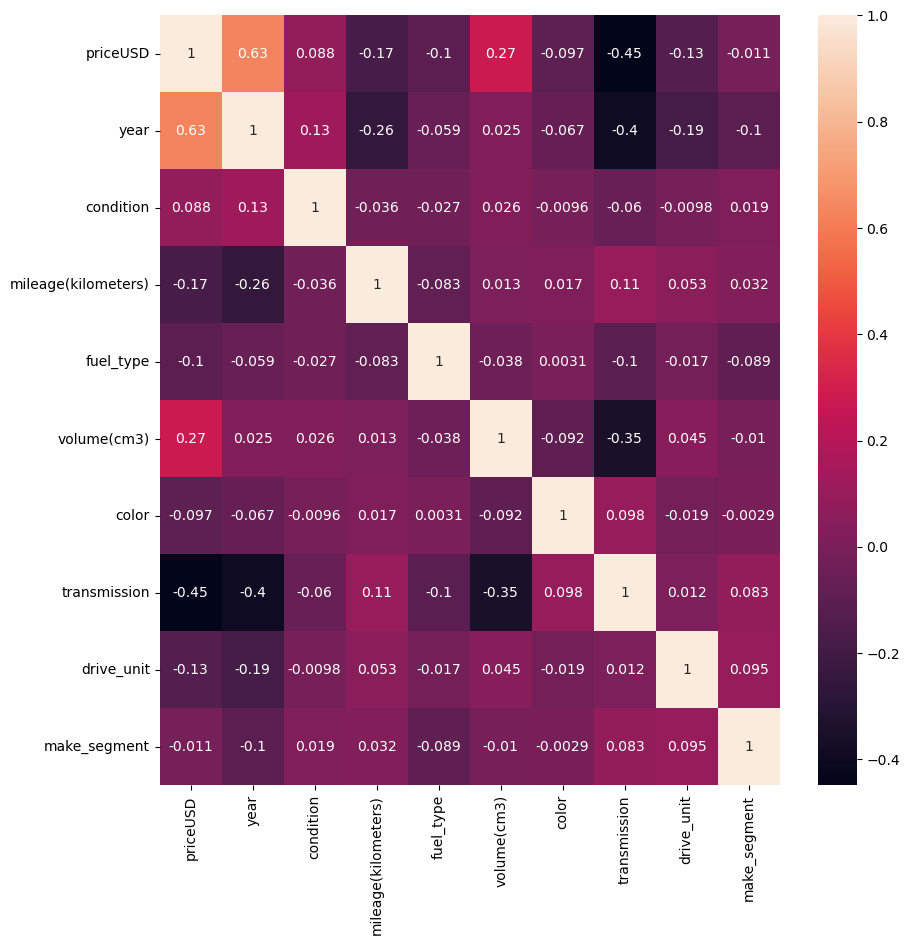 priceUSD 1 0.63 0.088 -0.17 -0.1 0.27 -0.097 -0.45 -0.13 -0.011
year 0.63 1 0.13 -0.26 -0.059 0.025 -0.067 -0.4 -0.19 -0.1
condition 0.088 0.13 1 -0.036 -0.027 0.026 -0.0096 -0.06 -0.0098 0.019
mileage(kilometers) -0.17 -0.26 -0.036 1 -0.083 0.013 0.017 0.11 0.053 0.032
fuel_type -0.1 -0.059 -0.027 -0.083 1 -0.038 0.0031 -0.1 -0.017 -0.089
volume(cm3) 0.27 0.025 0.026 0.013 -0.038 1 -0.092 -0.35 0.045 -0.01
color -0.097 -0.067 -0.0096 0.017 0.0031 -0.092 1 0.098 -0.019 -0.0029
transmission -0.45 -0.4 -0.06 0.11 -0.1 -0.35 0.098 1 0.012 0.083
drive_unit -0.13 -0.19 -0.0098 0.053 -0.017 0.045 -0.019 0.012 1 0.095
make_segment -0.011 -0.1 0.019 0.032 -0.089 -0.01 -0.0029 0.083 0.095 1
priceUSD
year
condition
mileage(kilometers)
fuel_type
volume(cm3)
color
transmission
drive_unit
make_segment
1.0
0.8
0.6
0.4
0.2
0.0
−0.2
−0.4